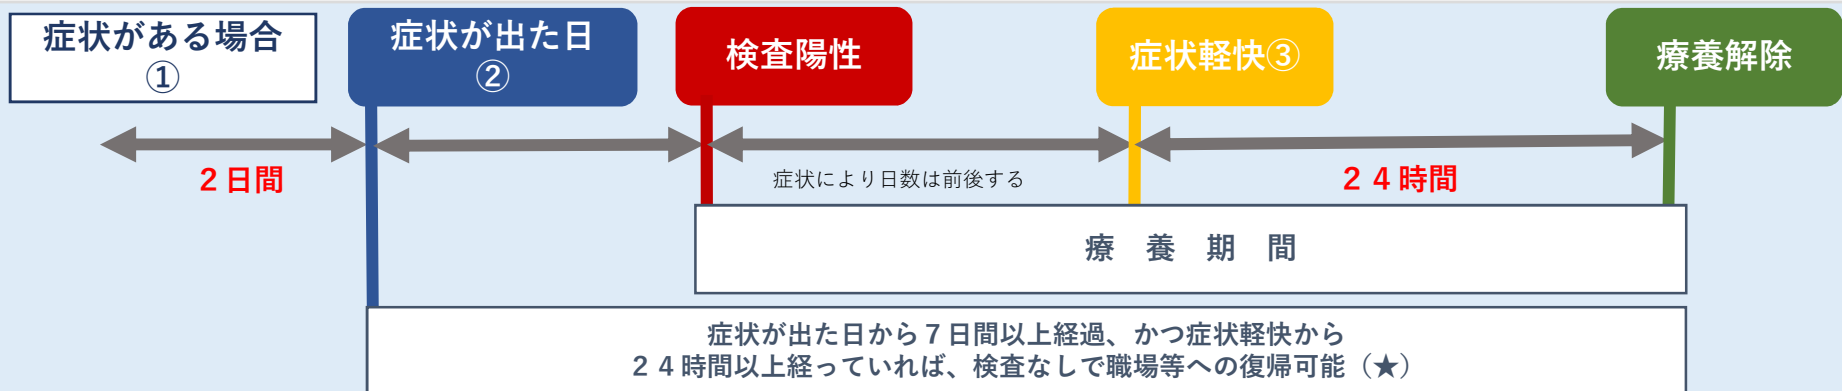 症状がある場合
①
症状が出た日
②
検査陽性
症状軽快③
療養解除
２日間
症状により日数は前後する
２４時間
療　養　期　間
症状が出た日から７日間以上経過、かつ症状軽快から
２４時間以上経っていれば、検査なしで職場等への復帰可能（★）